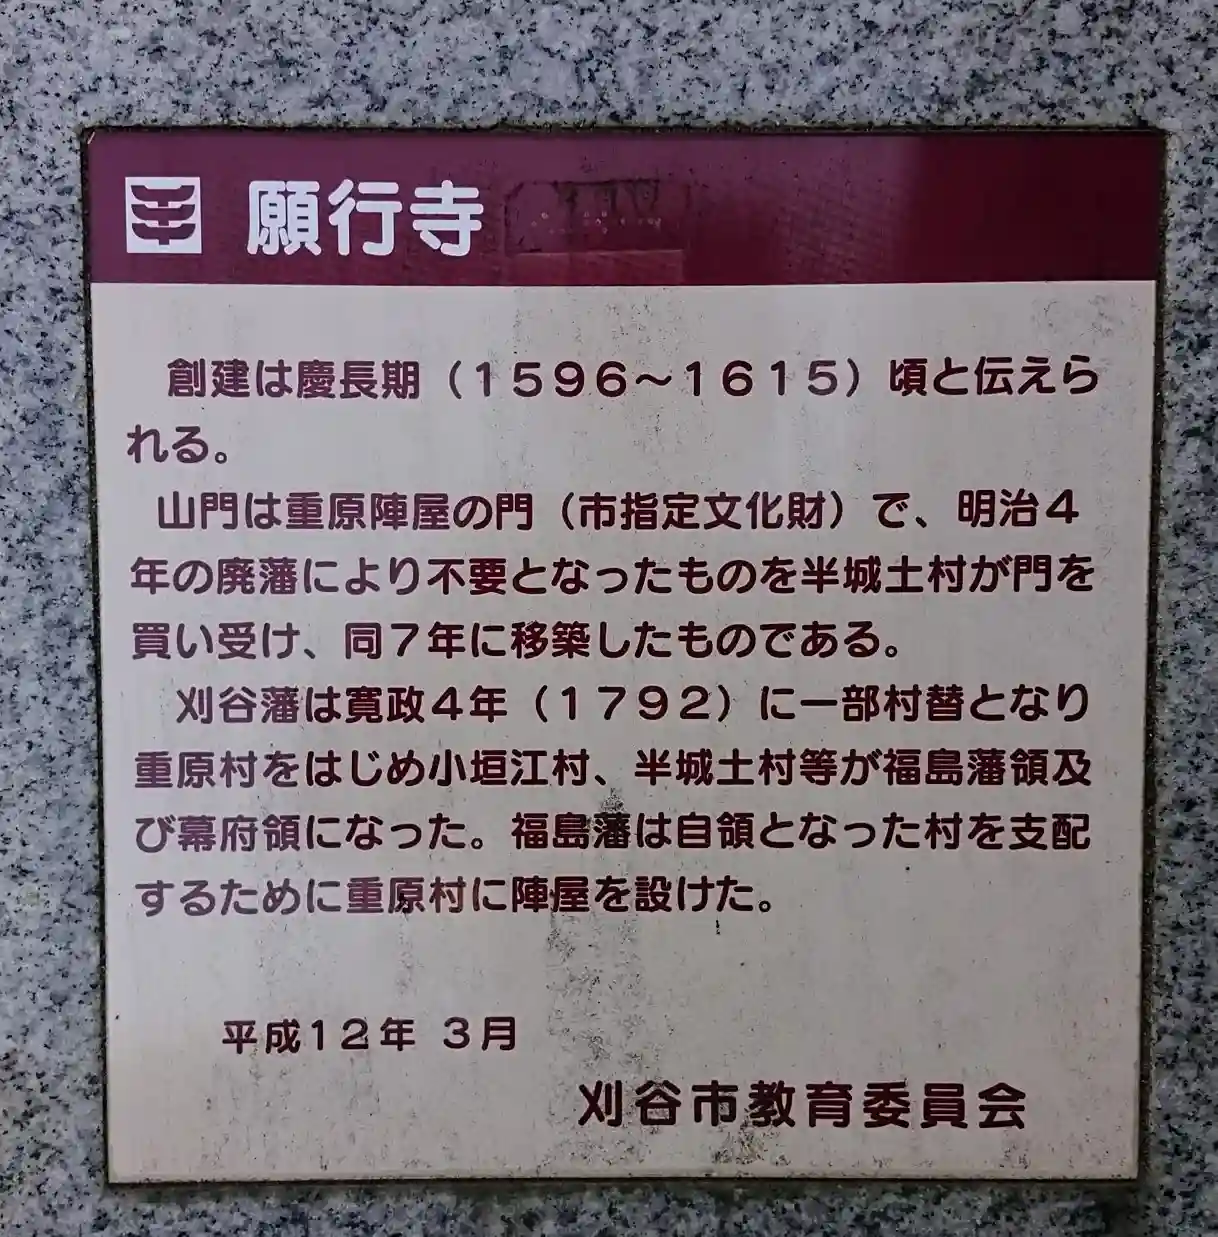 願行寺
創建は慶長期（１５９６～１６１５）頃と伝えら
れる。
山門は重原陣屋の門（市指定文化財）で、明治４
年の廃藩により不要となったものを半城土村が門を
買い受け、同７年に移築したものである。
刈谷藩は寛政４年（１７９２）に一部村替となり
重原村をはじめ小垣江村、半城土村等が福島藩領及
び幕府領になった。福島藩は自領となった村を支配
するために重原村に陣屋を設けた。
平成１２年 ３月
刈谷市教育委員会